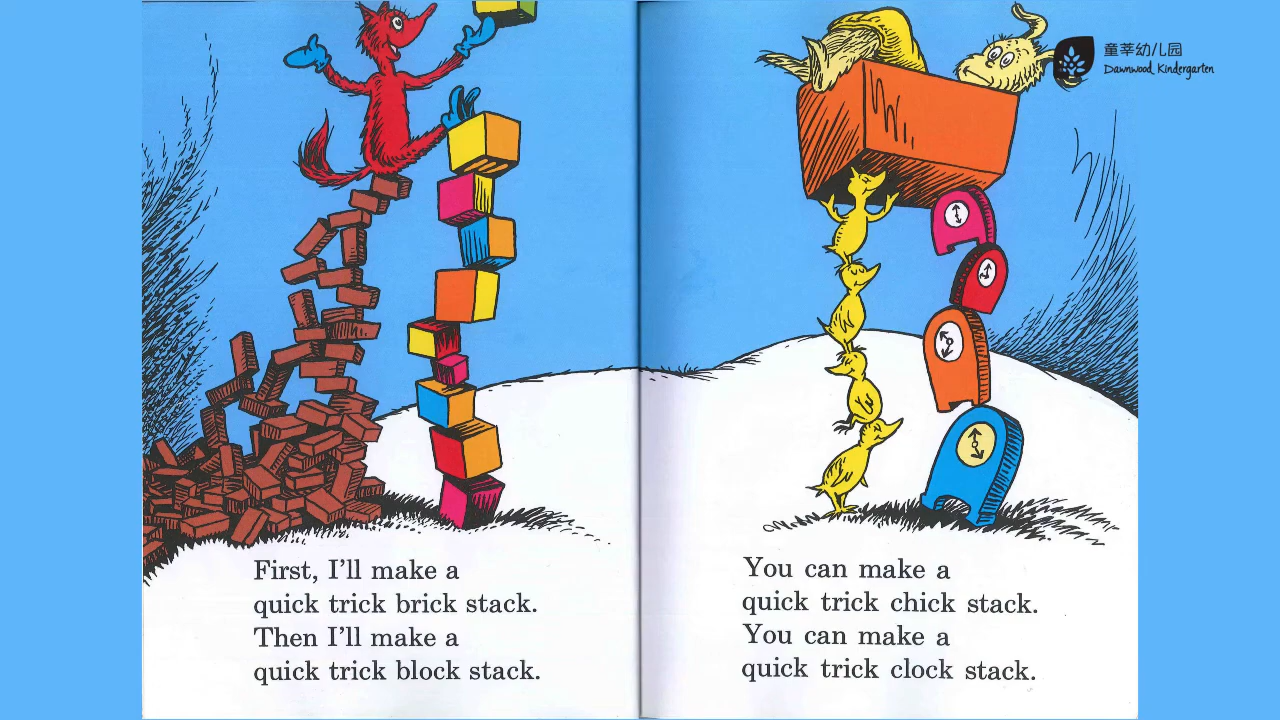 童莘幼儿园
Dawnwood Kindergarten
First, I'll make a
quick trick brick stack.
Then I'll make a
quick trick block stack.
You can make a
quick trick chick stack.
You can make a
quick trick clock stack.